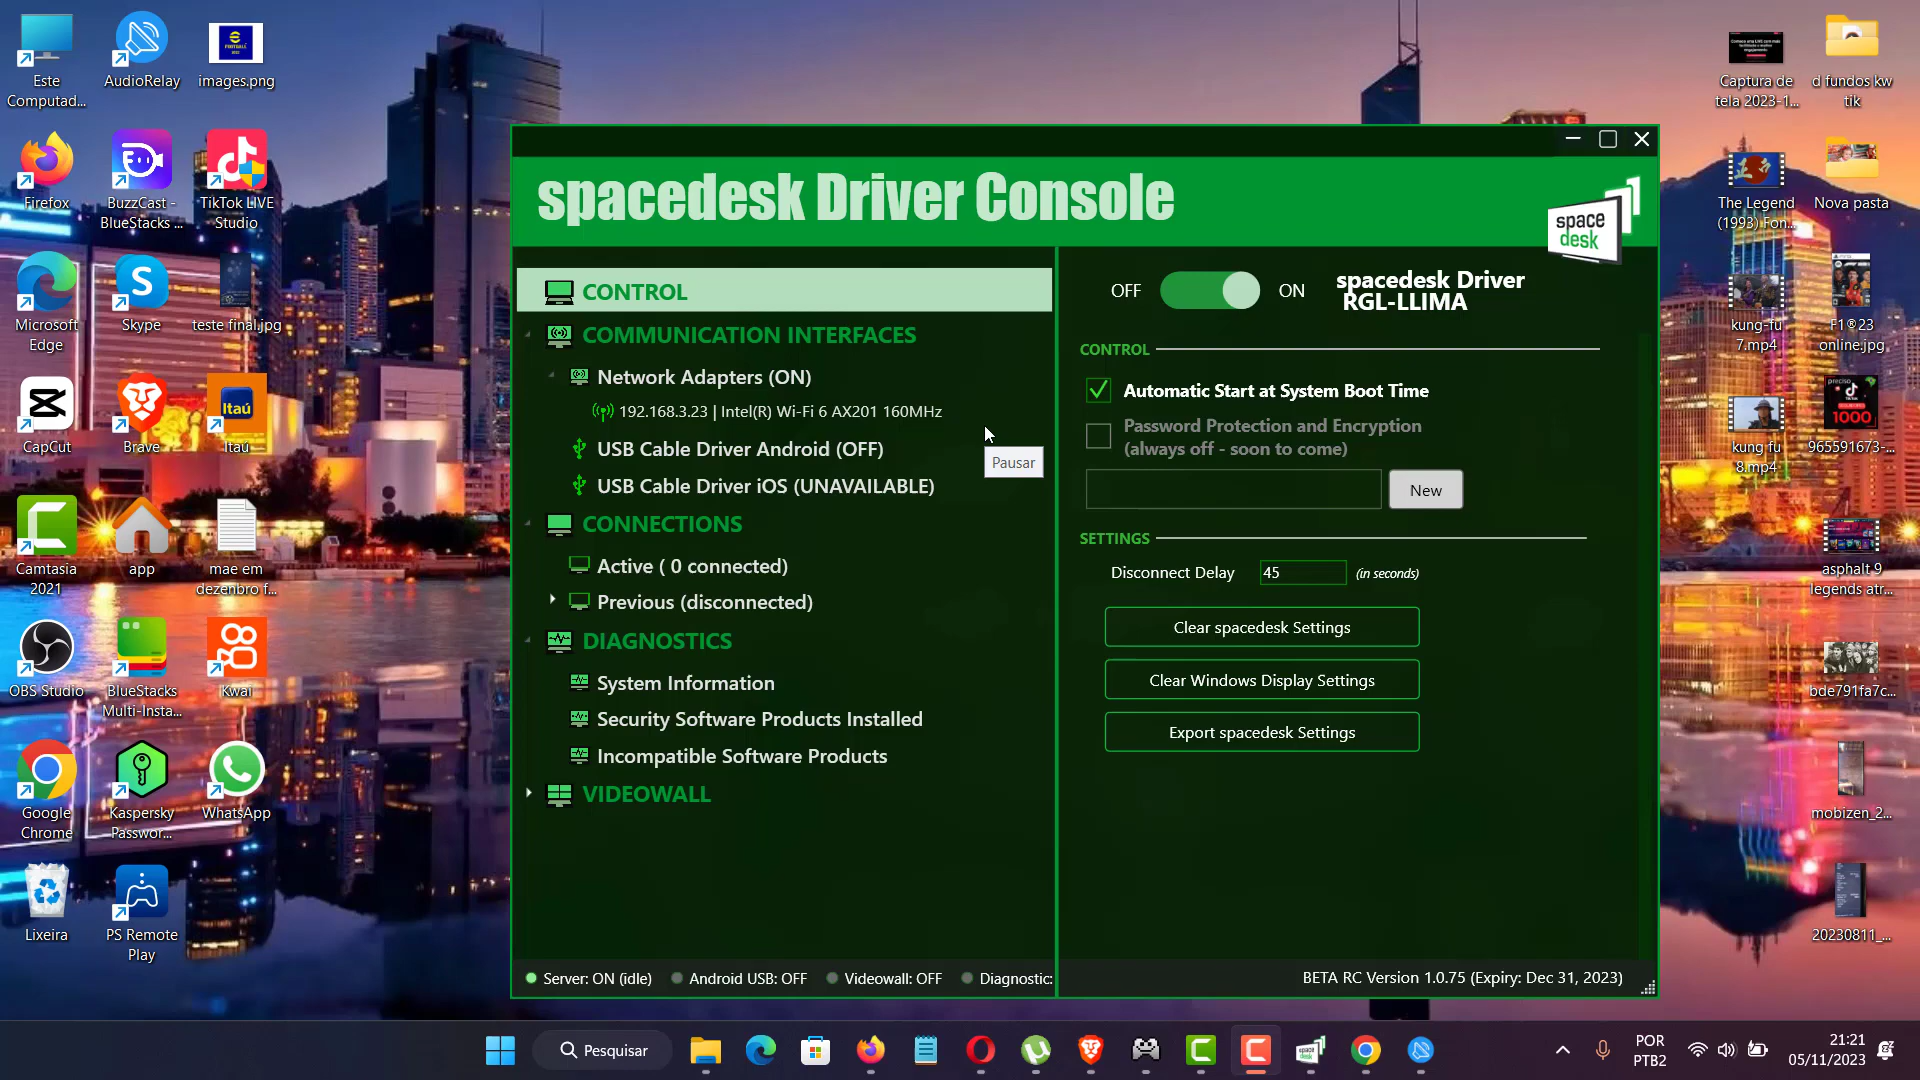 Este
Computad...
AudioRelay
images.png
Firefox
BuzzCast -
BlueStacks ...
TikTok LIVE
Studio
Microsoft
Edge
Skype
teste final.jpg
CapCut
Brave
Itaú
Itaú
Camtasia
2021
app
mae em
dezenbro f...
OBS Studio
BlueStacks
Multi-Insta...
Kwai
Google
Chrome
Kaspersky
Passwor...
WhatsApp
Lixeira
PS Remote
Play
spacedesk Driver Console
space
desk
CONTROL
COMMUNICATION INTERFACES
Network Adapters (ON)
192.168.3.23 | Intel(R) Wi-Fi 6 AX201 160MHz
USB Cable Driver Android (OFF)
Pausar
USB Cable Driver iOS (UNAVAILABLE)
CONNECTIONS
Active ( 0 connected)
Previous (disconnected)
DIAGNOSTICS
System Information
Security Software Products Installed
Incompatible Software Products
VIDEOWALL
OFF ON
spacedesk Driver
RGL-LLIMA
CONTROL
Automatic Start at System Boot Time
Password Protection and Encryption
(always off - soon to come)
New
SETTINGS
Disconnect Delay 45 (in seconds)
Clear spacedesk Settings
Clear Windows Display Settings
Export spacedesk Settings
Server: ON (idle) Android USB: OFF Videowall: OFF Diagnostic:
BETA RC Version 1.0.75 (Expiry: Dec 31, 2023)
Captura de
tela 2023-1...
d fundos kw
tik
The Legend
(1993) Fon...
Nova pasta
kung-fu
7.mp4
F1®23
online.jpg
kung fu
8.mp4
preciso
1000
965591673-...
asphalt 9
legends atr...
bde791fa7c...
mobizen_2...
20230811_...
Pesquisar
POR
PTB2
21:21
05/11/2023